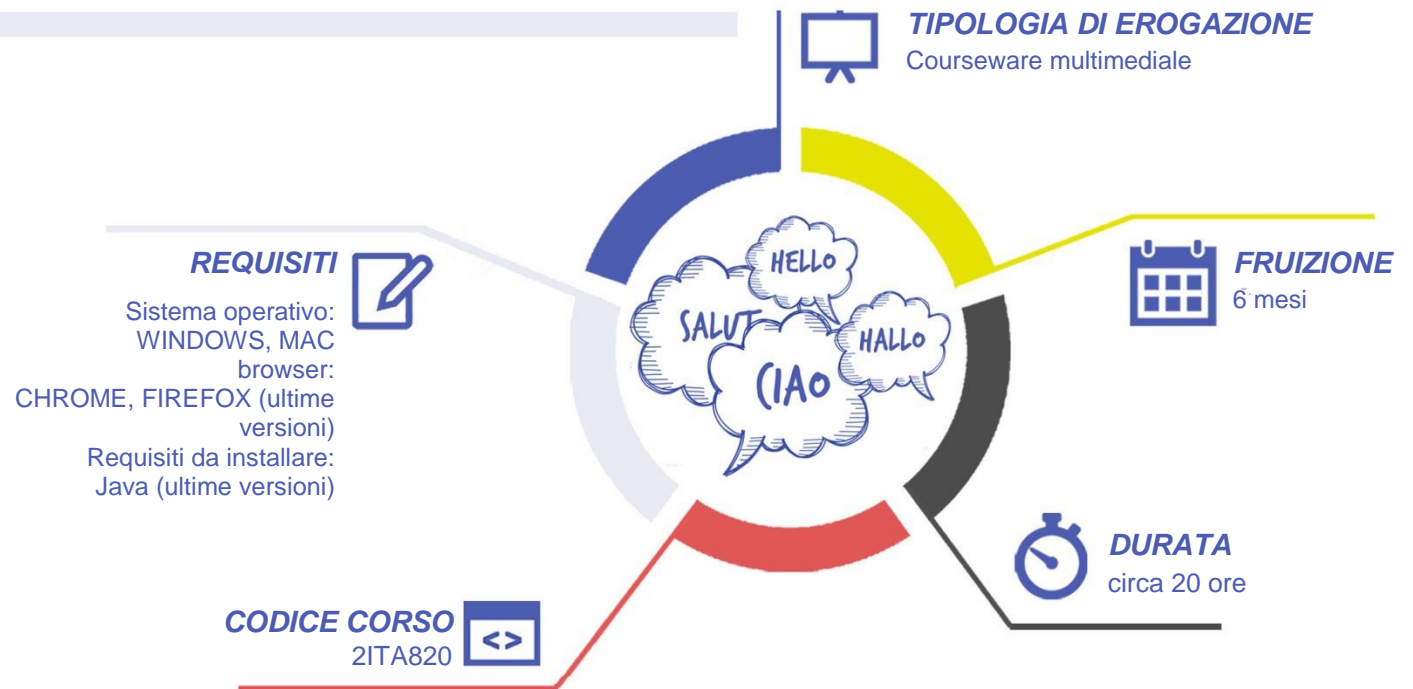 TIPOLOGIA DI EROGAZIONE
Courseware multimediale
REQUISITI
Sistema operativo:
WINDOWS, MAC
browser:
CHROME, FIREFOX (ultime
versioni)
Requisiti da installare:
Java (ultime versioni)
HELLO
SALUT
HALLO
CIAO
FRUIZIONE
6 mesi
DURATA
circa 20 ore
CODICE CORSO
2ITA820
<>